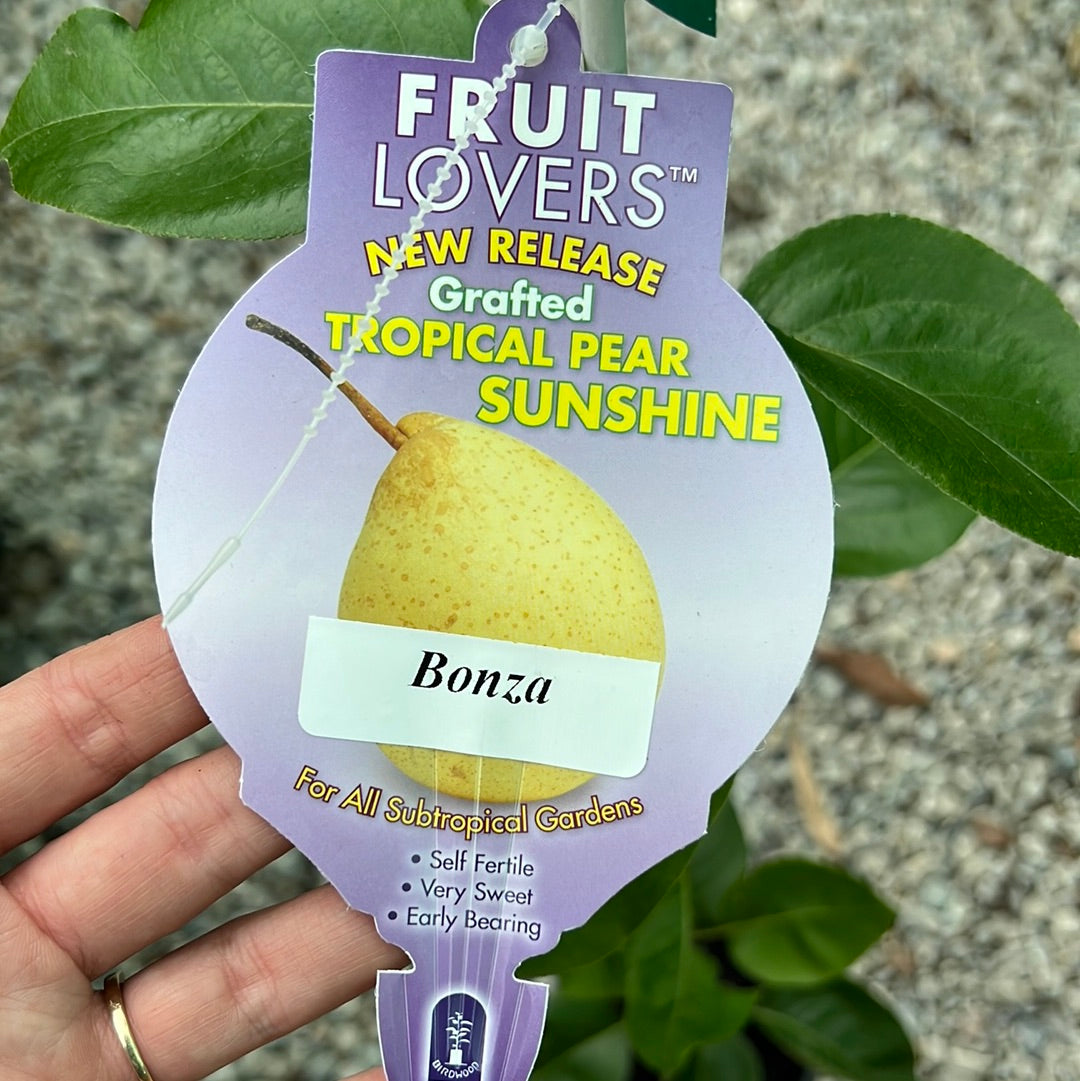 FRUIT
LOVERS™
NEW RELEASE
Grafted
TROPICAL PEAR
SUNSHINE
Bonza
For All Subtropical Gardens
• Self Fertile
• Very Sweet
• Early Bearing
BIRDWOOD